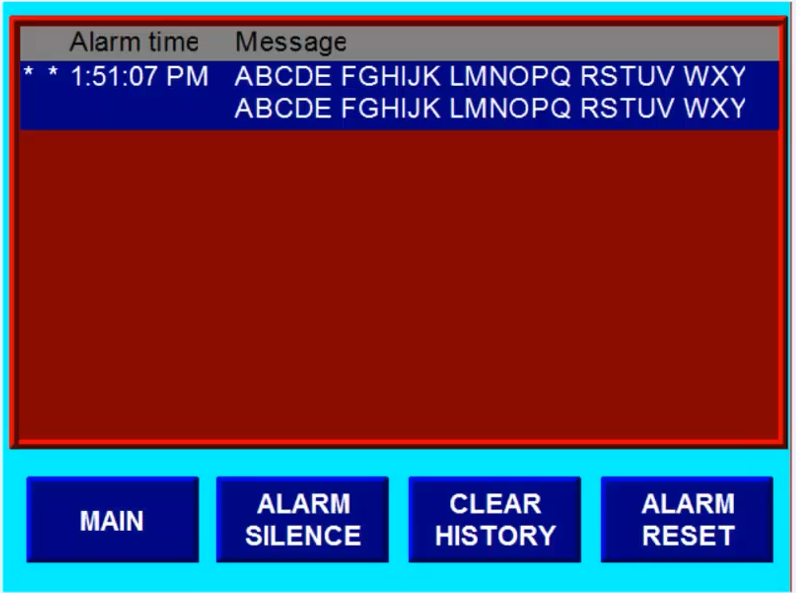 Alarm time Message
* * 1:51:07 PM ABCDE FGHIJK LMNOPQ RSTUV WXY
ABCDE FGHIJK LMNOPQ RSTUV WXY
MAIN
ALARM
SILENCE
CLEAR
HISTORY
ALARM
RESET